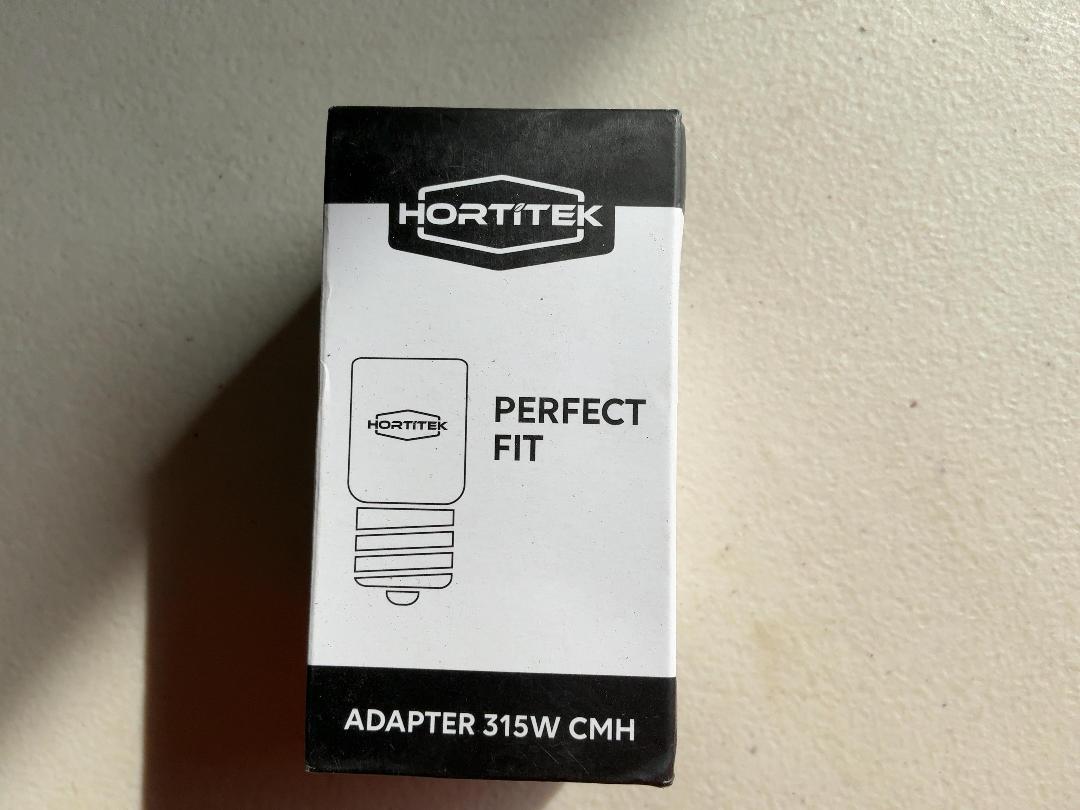 HORTITEK
HORTITEK
PERFECT
FIT
ADAPTER 315W CMH